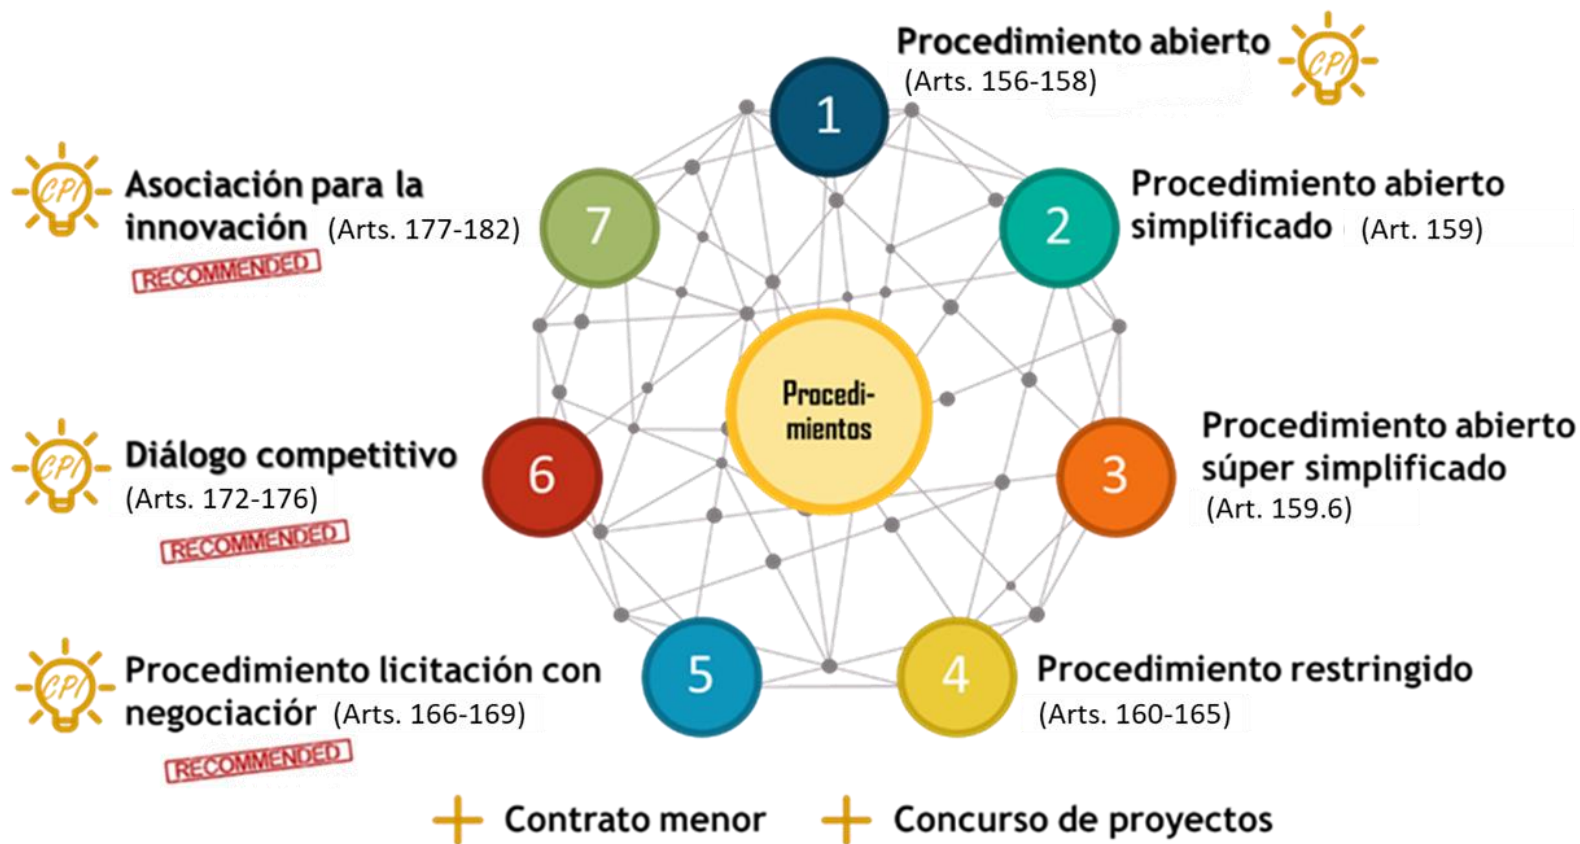 Procedimiento abierto
CPI
(Arts. 156-158)
1
CPI
Asociación para la
innovación (Arts. 177-182)
RECOMMENDED
7
2
Procedimiento abierto
simplificado (Art. 159)
Procedi-
mientos
CPI
Diálogo competitivo
(Arts. 172-176)
RECOMMENDED
6
3
Procedimiento abierto
súper simplificado
(Art. 159.6)
CPI
Procedimiento licitación con
negociaciór (Arts. 166-169)
RECOMMENDED
5
4
Procedimiento restringido
(Arts. 160-165)
+ Contrato menor + Concurso de proyectos